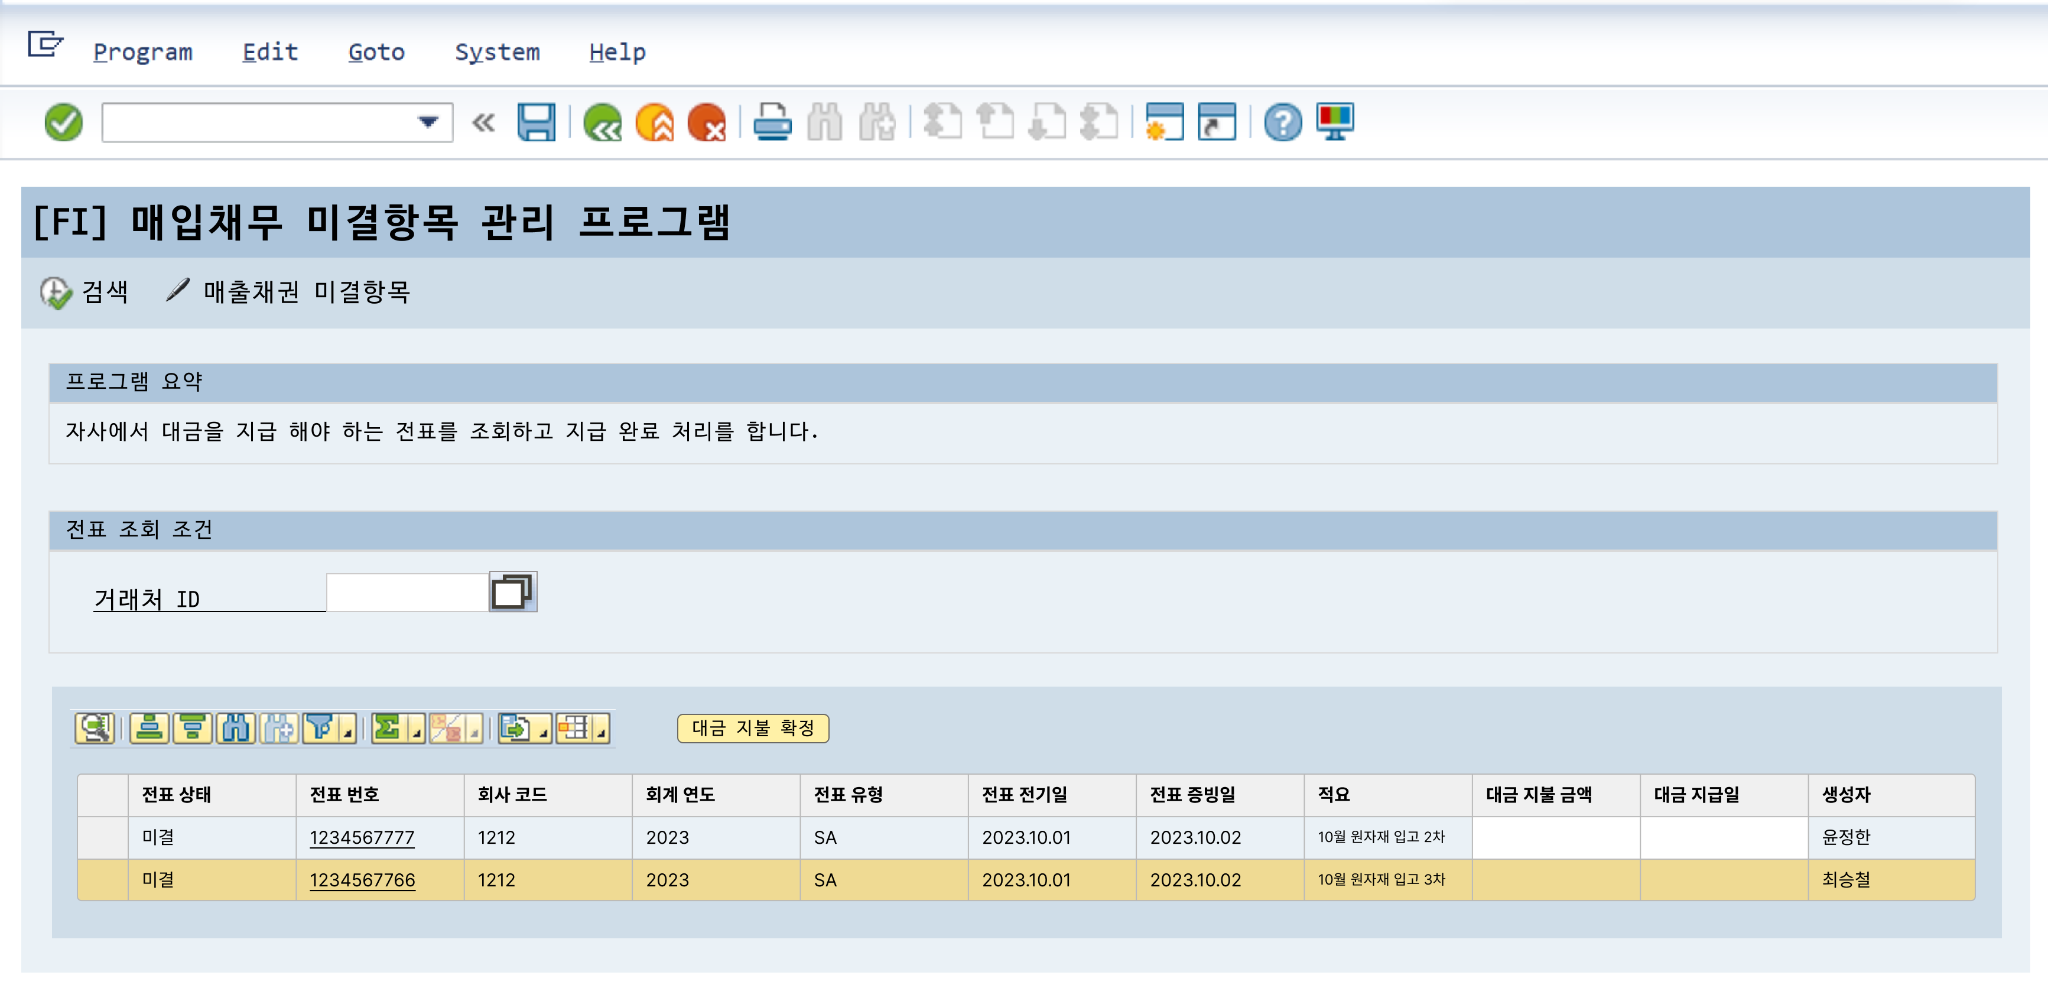 Program Edit Goto System Help
[FI] 매입채무 미결항목 관리 프로그램
검색 매출채권 미결항목
프로그램 요약
자사에서 대금을 지급 해야 하는 전표를 조회하고 지급 완료 처리를 합니다.
전표 조회 조건
거래처 ID
대금 지불 확정
전표 상태 전표 번호 회사 코드 회계 연도 전표 유형 전표 전기일 전표 증빙일 적요 대금 지불 금액 대금 지급일 생성자
미결 1234567777 1212 2023 SA 2023.10.01 2023.10.02 10월 원자재 입고 2차 윤정한
미결 1234567766 1212 2023 SA 2023.10.01 2023.10.02 10월 원자재 입고 3차 최승철